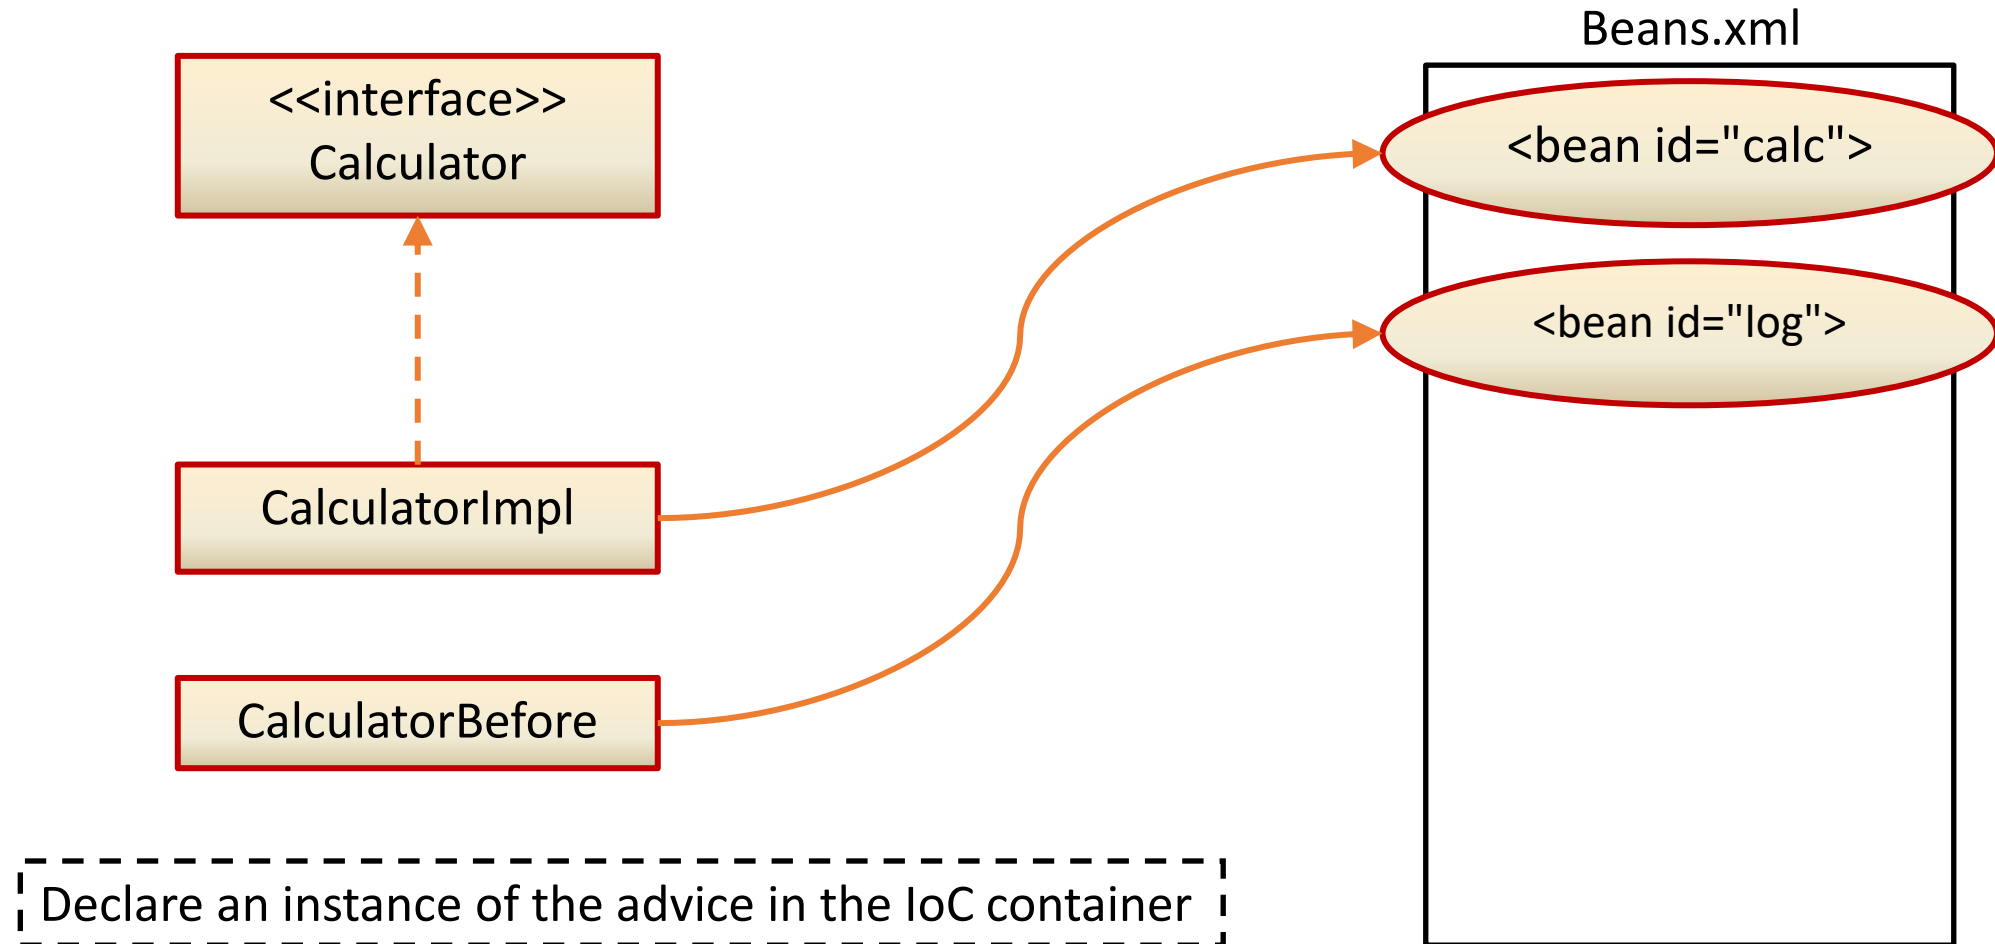 Beans.xml
<<interface>>
Calculator
<bean id="calc">
<bean id="log">
CalculatorImpl
CalculatorBefore
Declare an instance of the advice in the IoC container